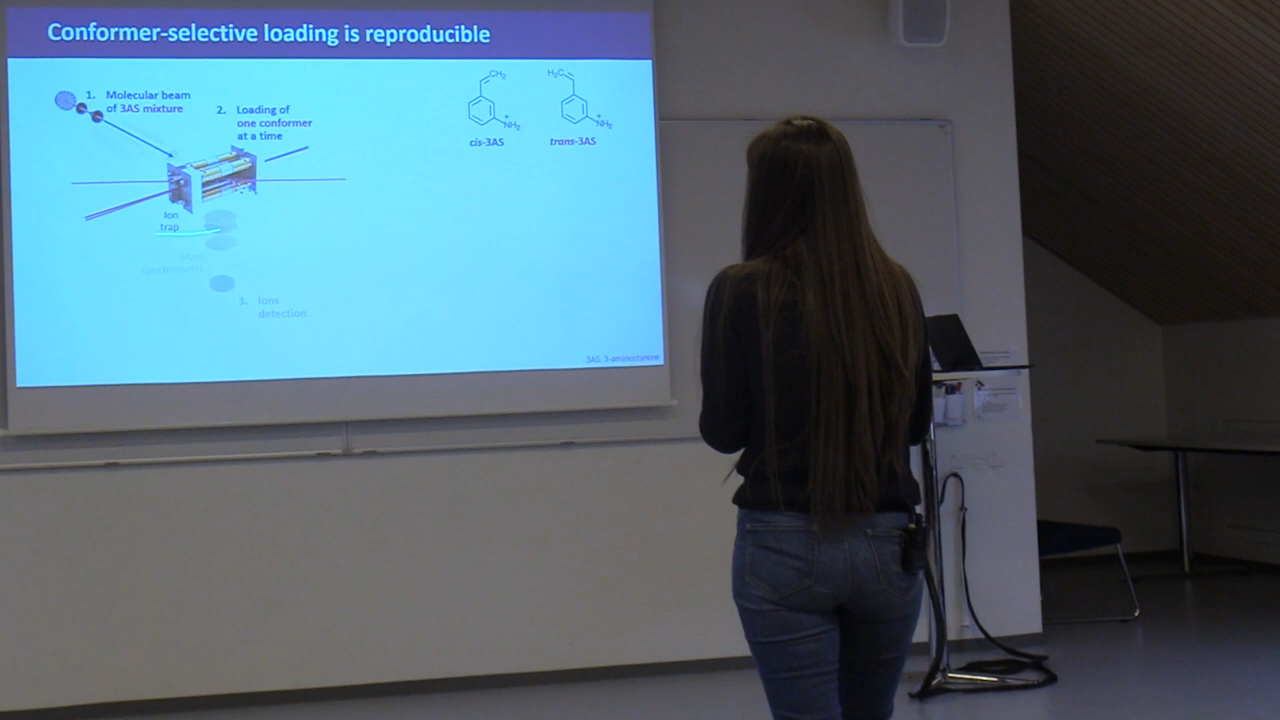 Conformer-selective loading is reproducible
1. Molecular beam
of 3AS mixture
2. Loading of
one conformer
at a time
CH₂
H₂C
+
NH₂
+
NH₂
cis-3AS
trans-3AS
Ion
trap
Mass
spectrometer
3. Ions
detection
3AS: 3-aminostyrene